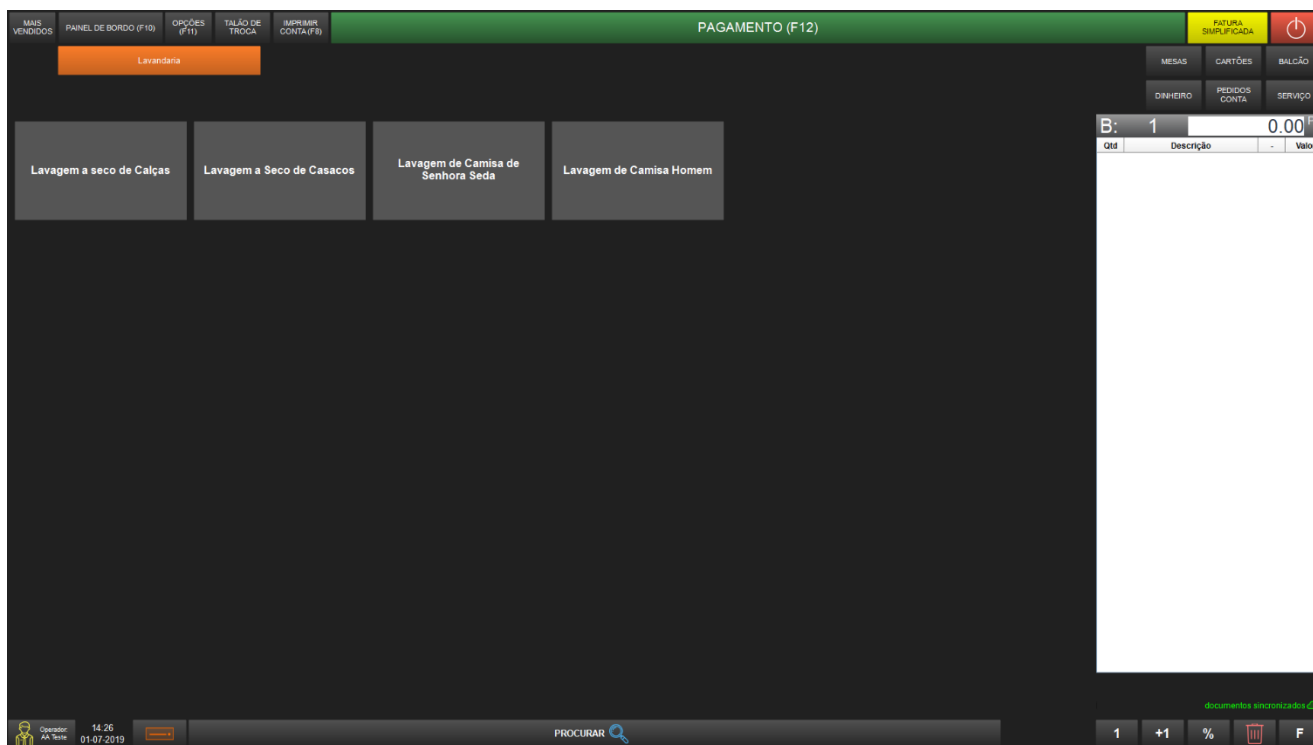 MAIS
VENDIDOS
PAINEL DE BORDO (F10)
OPÇÕES
(F11)
TALÃO DE
TROCA
IMPRIMIR
CONTA (F8)
PAGAMENTO (F12)
FATURA
SIMPLIFICADA
Lavandaria
MESAS
CARTÕES
BALCÃO
DINHEIRO
PEDIDOS
CONTA
SERVIÇO
B: 1 0.00
Qtd Descrição - Valor
Lavagem a seco de Calças
Lavagem a Seco de Casacos
Lavagem de Camisa de
Senhora Seda
Lavagem de Camisa Homem
documentos sincronizados
Operador:
AA Teste
14:26
01-07-2019
PROCURAR
1 +1 % F